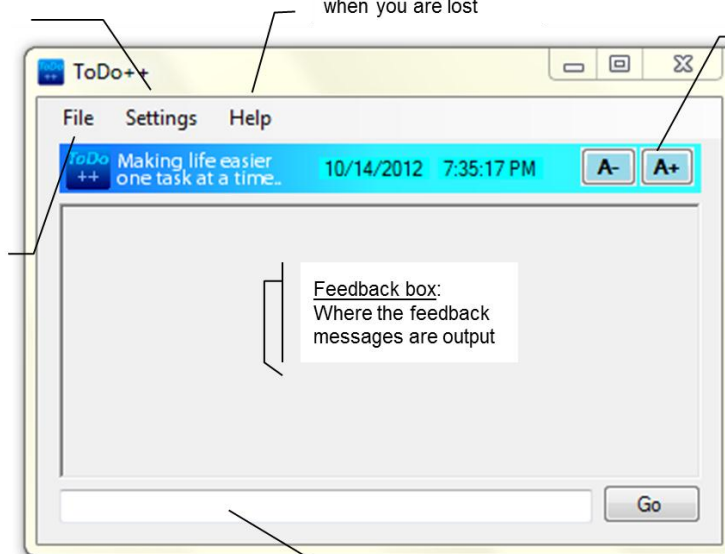 when you are lost
ToDo++
File Settings Help
ToDo ++ Making life easier
one task at a time..
10/14/2012 7:35:17 PM A- A+
Feedback box:
Where the feedback
messages are output
Go